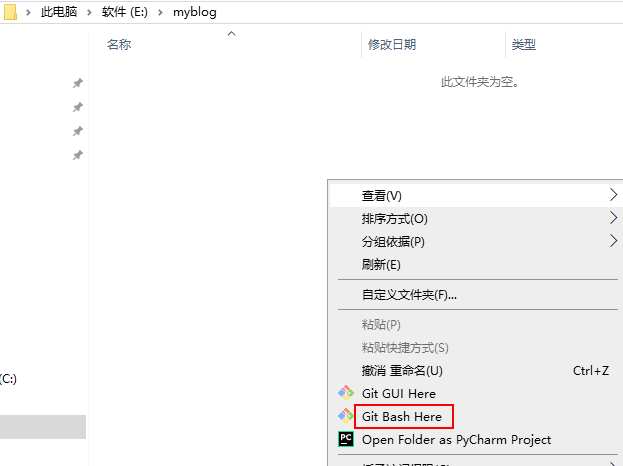 此电脑 > 软件 (E:) > myblog
名称 修改日期 类型
此文件夹为空。
查看(V)
排序方式(O)
分组依据(P)
刷新(E)
自定义文件夹(F)...
粘贴(P)
粘贴快捷方式(S)
撤消 重命名(U) Ctrl+Z
(C:)
Git GUI Here
Git Bash Here
PC Open Folder as PyCharm Project